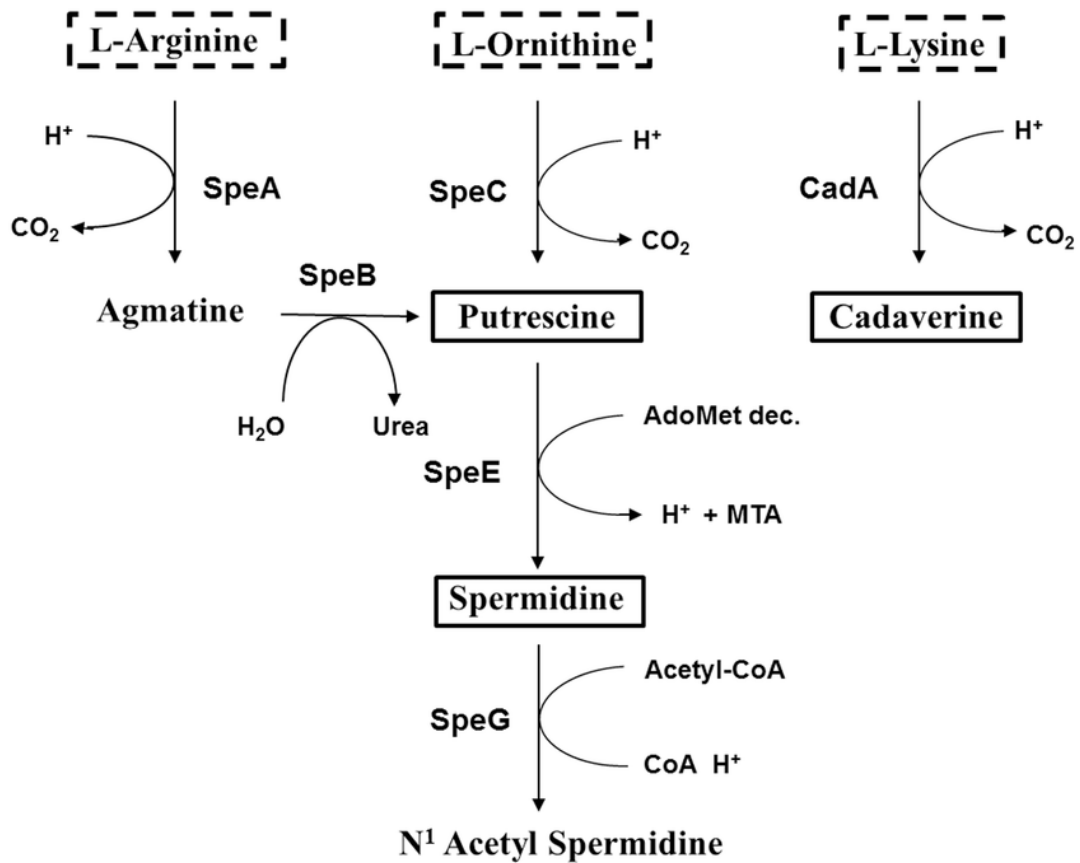 L-Arginine
L-Ornithine
L-Lysine
H⁺
H⁺
H⁺
SpeA
SpeC
CadA
CO₂
CO₂
CO₂
SpeB
Agmatine
Putrescine
Cadaverine
H₂O
Urea
AdoMet dec.
SpeE
H⁺ + MTA
Spermidine
Acetyl-CoA
SpeG
CoA H⁺
N¹ Acetyl Spermidine